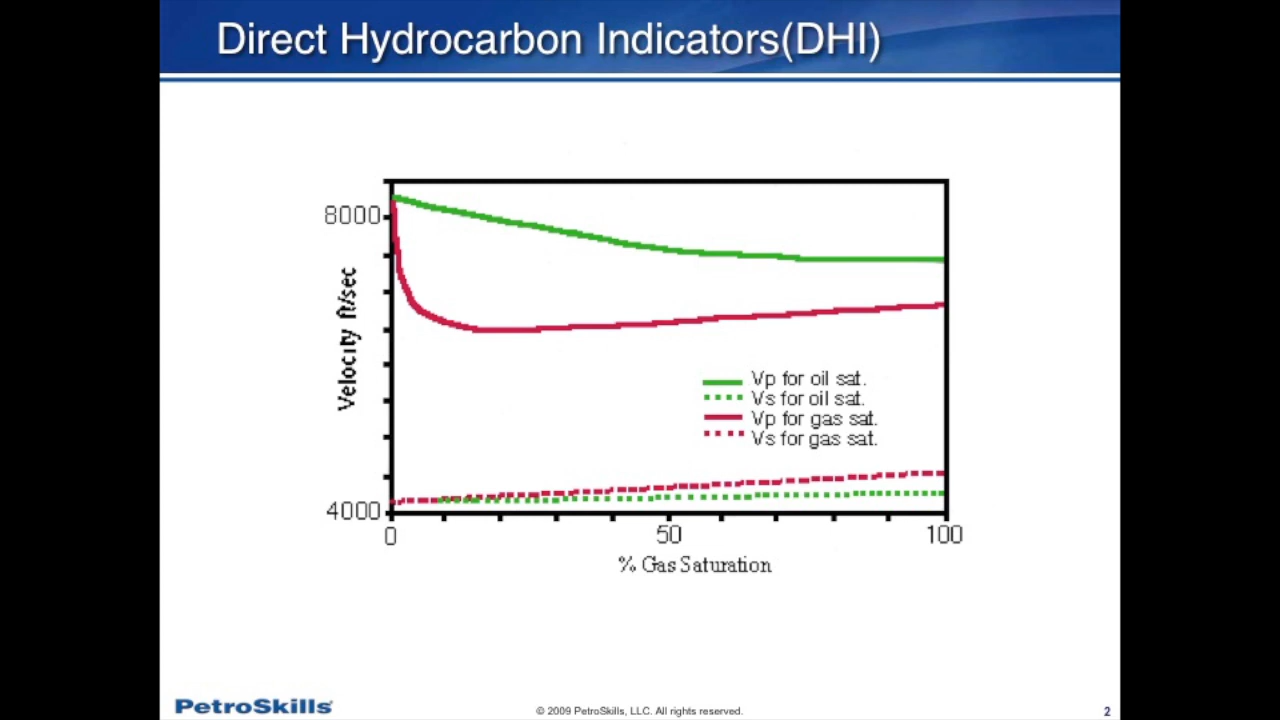 Direct Hydrocarbon Indicators(DHI)
8000
Velocity ft/sec
Vp for oil sat.
Vs for oil sat.
Vp for gas sat.
Vs for gas sat.
4000
0
50
100
% Gas Saturation
PetroSkills
© 2009 PetroSkills, LLC. All rights reserved.
2